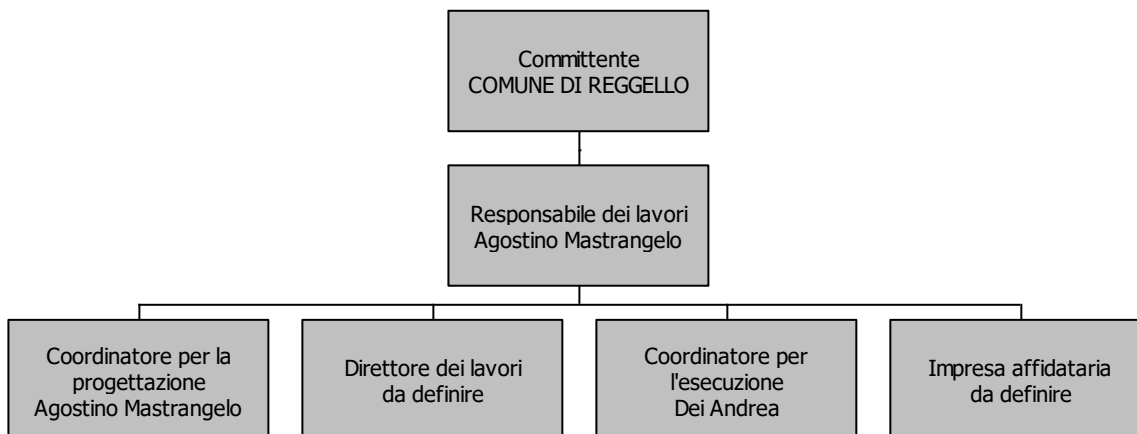 Committente
COMUNE DI REGGELLO
Responsabile dei lavori
Agostino Mastrangelo
Coordinatore per la
progettazione
Agostino Mastrangelo
Direttore dei lavori
da definire
Coordinatore per
l'esecuzione
Dei Andrea
Impresa affidataria
da definire